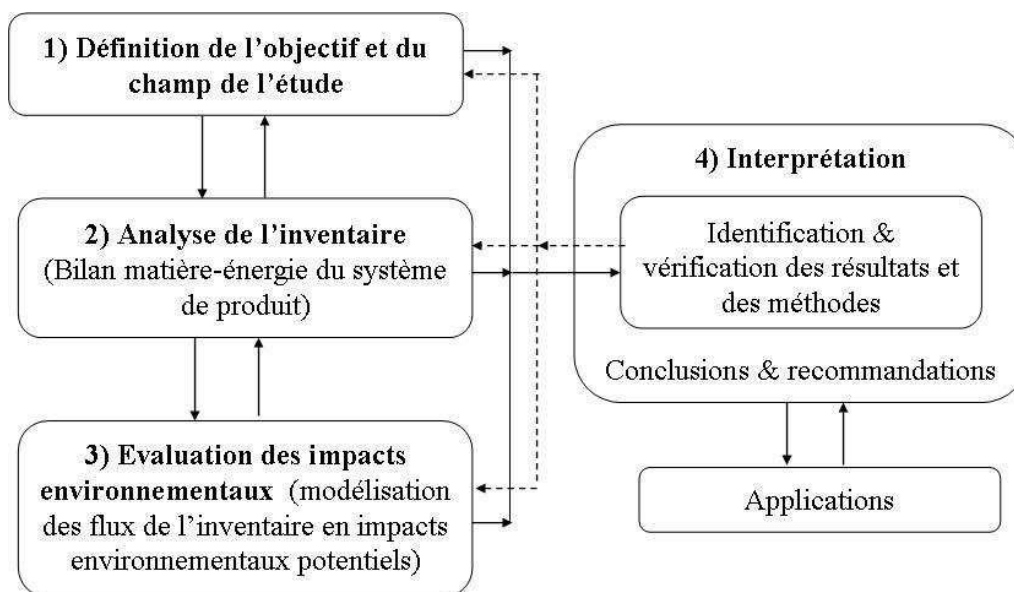 1) Définition de l’objectif et du
champ de l’étude
2) Analyse de l’inventaire
(Bilan matière-énergie du système
de produit)
3) Evaluation des impacts
environnementaux (modélisation
des flux de l’inventaire en impacts
environnementaux potentiels)
4) Interprétation
Identification &
vérification des résultats et
des méthodes
Conclusions & recommandations
Applications